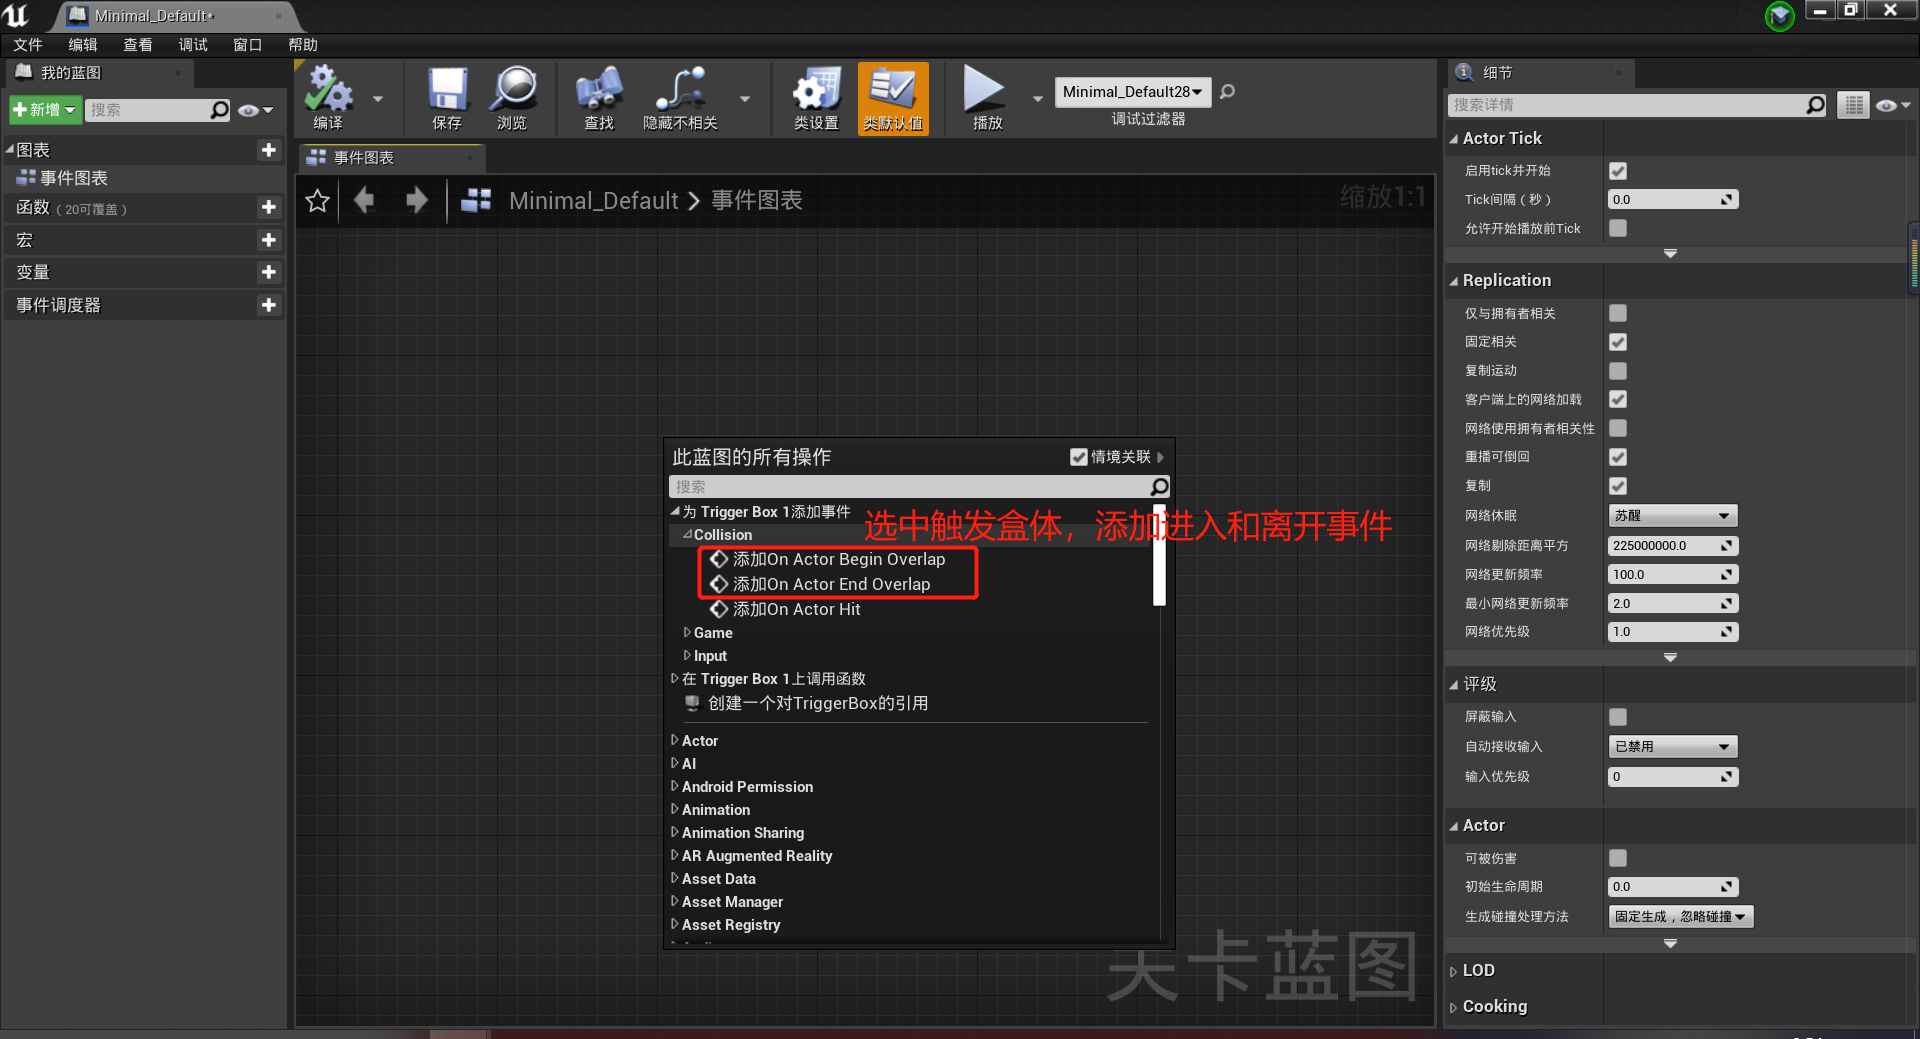 Minimal_Default*
文件 编辑 查看 调试 窗口 帮助
我的蓝图
新增 搜索
图表
事件图表
函数（20可覆盖）
宏
变量
事件调度器
编译 保存 浏览 查找 隐藏不相关 类设置 类默认值 播放
Minimal_Default28
调试过滤器
事件图表
Minimal_Default
事件图表
缩放1:1
此蓝图的所有操作
情境关联
搜索
为 Trigger Box 1添加事件
选中触发盒体，添加进入和离开事件
Collision
添加On Actor Begin Overlap
添加On Actor End Overlap
添加On Actor Hit
Game
Input
在 Trigger Box 1上调用函数
创建一个对TriggerBox的引用
Actor
AI
Android Permission
Animation
Animation Sharing
AR Augmented Reality
Asset Data
Asset Manager
Asset Registry
关卡蓝图
细节
搜索详情
Actor Tick
启用tick并开始
Tick间隔（秒） 0.0
允许开始播放前Tick
Replication
仅与拥有者相关
固定相关
复制运动
客户端上的网络加载
网络使用拥有者相关性
重播可倒回
复制
网络休眠 苏醒
网络剔除距离平方 225000000.0
网络更新频率 100.0
最小网络更新频率 2.0
网络优先级 1.0
评级
屏蔽输入
自动接收输入 已禁用
输入优先级 0
Actor
可被伤害
初始生命周期 0.0
生成碰撞处理方法 固定生成，忽略碰撞
LOD
Cooking